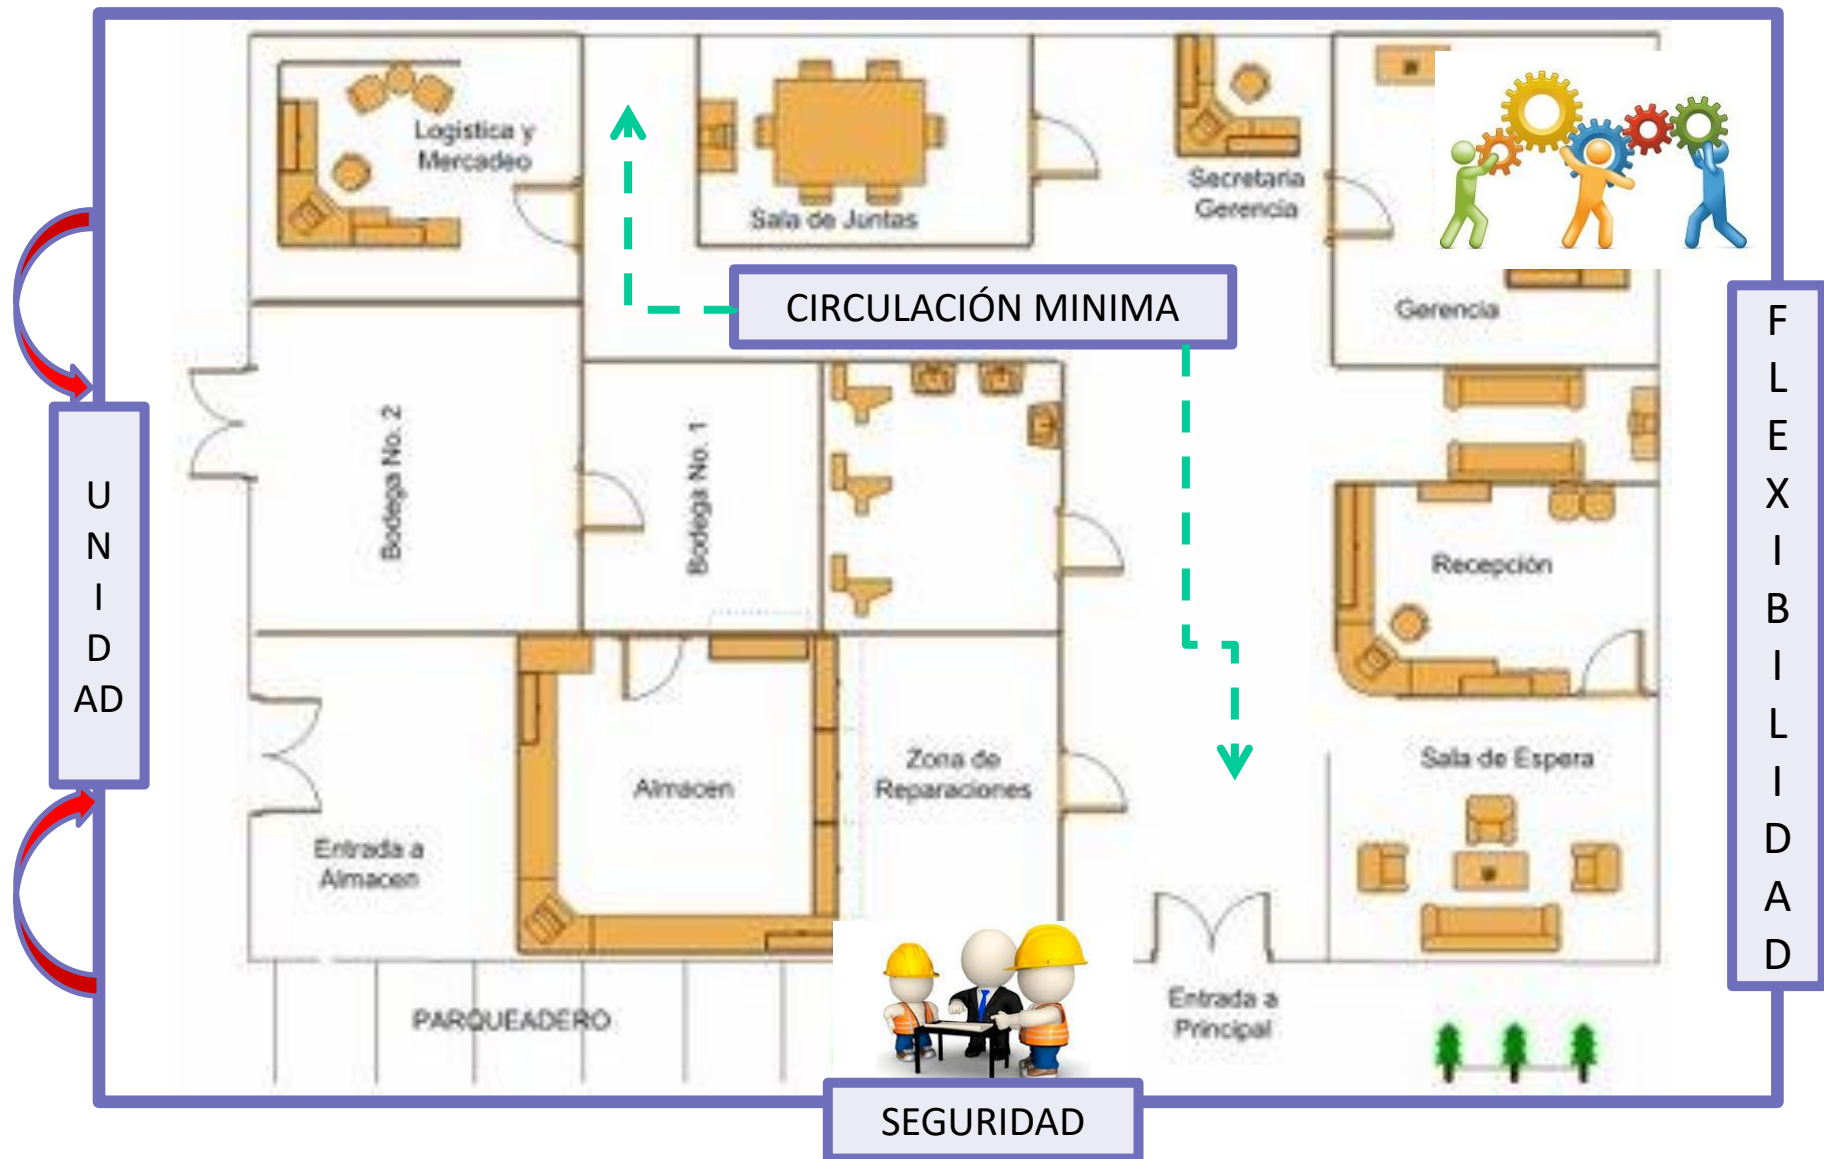 Logistica y
Mercadeo
Sala de Juntas
Secretaria
Gerencia
CIRCULACIÓN MINIMA
Gerencia
F
L
E
X
I
B
I
L
I
D
A
D
U
N
I
D
AD
Bodega No. 2
Bodega No. 1
Recepción
Almacen
Zona de
Reparaciones
Sala de Espera
Entrada a
Almacen
PARQUEADERO
Entrada a
Principal
SEGURIDAD